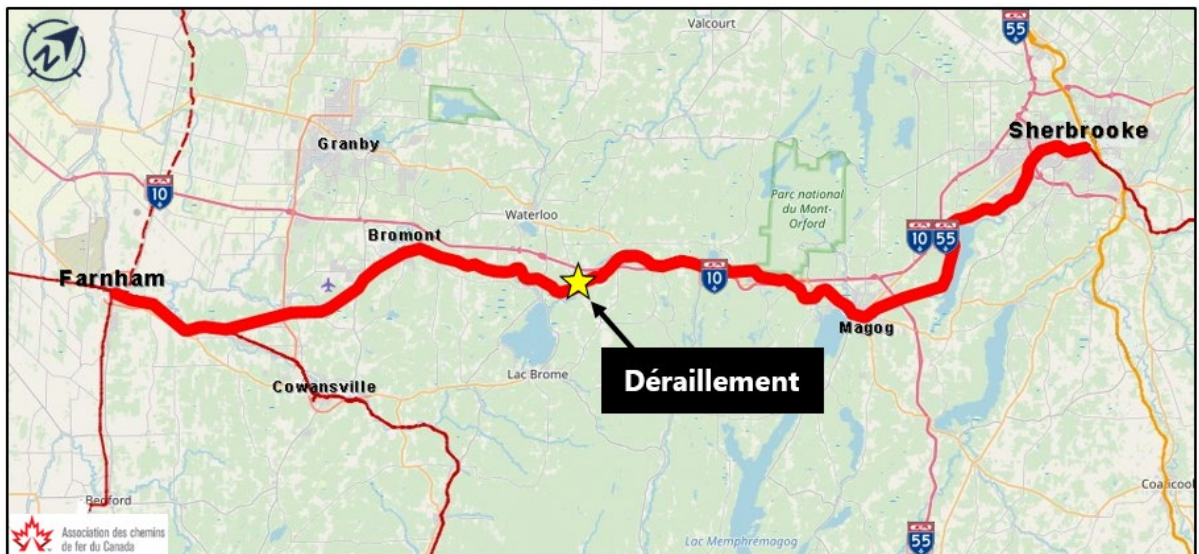 Valcourt
55
N
Granby
Sherbrooke
10
Parc national
du Mont-
Orford
Waterloo
Bromont
10 55
Farnham
10
Magog
Déraillement
Lac Brome
Cowansville
Bedford
Coaticook
Association des chemins
de fer du Canada
Lac Memphrémagog
55